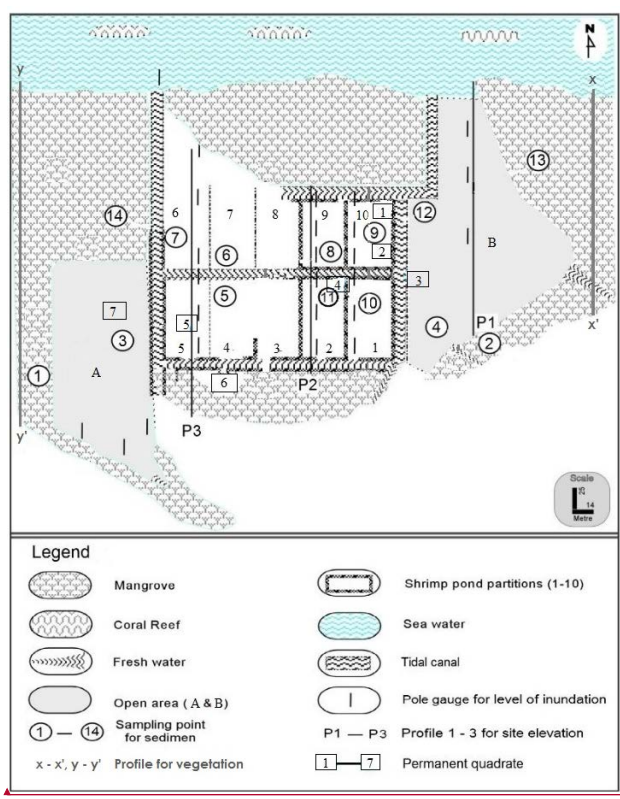 N
y
x
13
14
6
7
8
9
10
1
12
7
9
B
6
8
2
4
3
7
5
11
10
3
5
4
P1
x'
2
1
A
5
4
3
2
1
6
P2
P3
y'
Scale
25
14
Metre
Legend
Mangrove
Shrimp pond partitions (1-10)
Coral Reef
Sea water
Fresh water
Tidal canal
Open area ( A & B)
Pole gauge for level of inundation
1 — 14 Sampling point for sedimen
P1 — P3 Profile 1 - 3 for site elevation
x - x', y - y' Profile for vegetation
1 7 Permanent quadrate